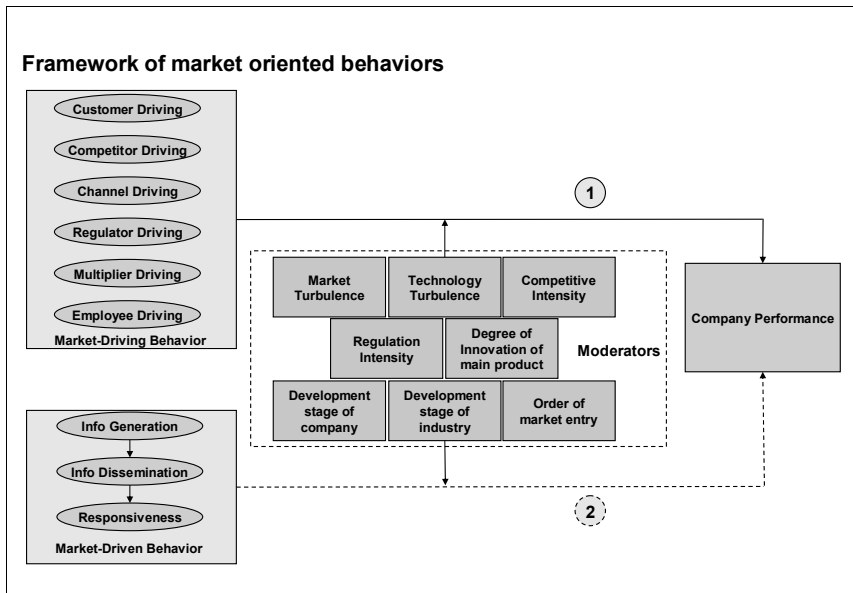 Framework of market oriented behaviors
Customer Driving
Competitor Driving
Channel Driving
Regulator Driving
Multiplier Driving
Employee Driving
Market-Driving Behavior
1
Market
Turbulence
Technology
Turbulence
Competitive
Intensity
Regulation
Intensity
Degree of
Innovation of
main product
Moderators
Development
stage of
company
Development
stage of
industry
Order of
market entry
Company Performance
Info Generation
Info Dissemination
Responsiveness
Market-Driven Behavior
2